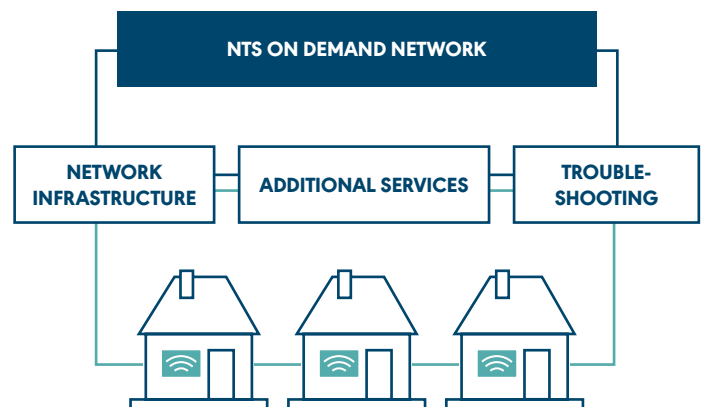 NTS ON DEMAND NETWORK
NETWORK
INFRASTRUCTURE
ADDITIONAL SERVICES
TROUBLE-
SHOOTING